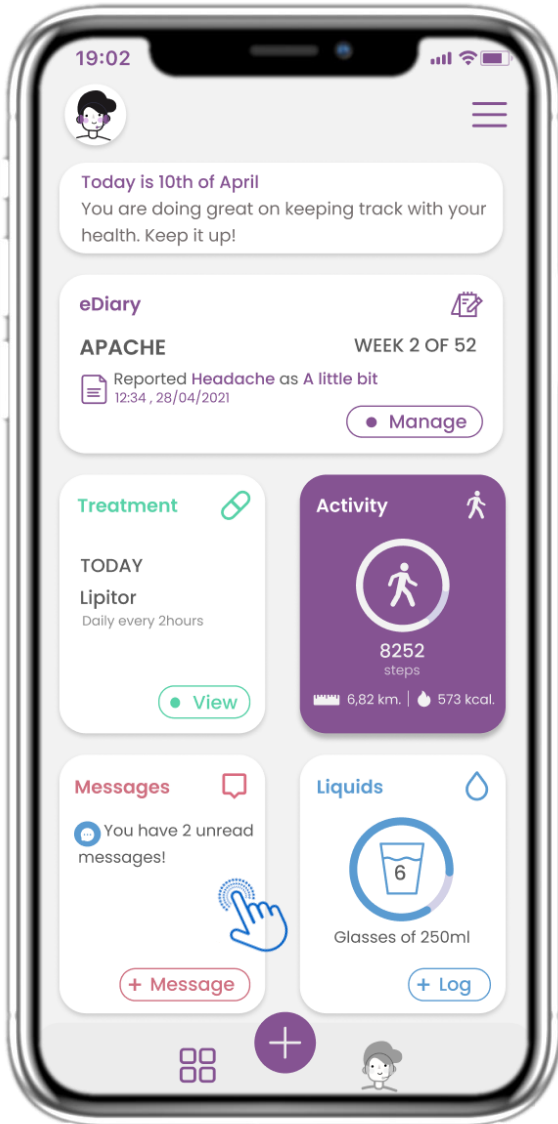 19:02
Today is 10th of April
You are doing great on keeping track with your
health. Keep it up!
eDiary
APACHE
WEEK 2 OF 52
Reported Headache as A little bit
12:34 , 28/04/2021
Manage
Treatment
TODAY
Lipitor
Daily every 2hours
View
Activity
8252
steps
6,82 km. | 573 kcal.
Messages
You have 2 unread
messages!
+ Message
Liquids
6
Glasses of 250ml
+ Log